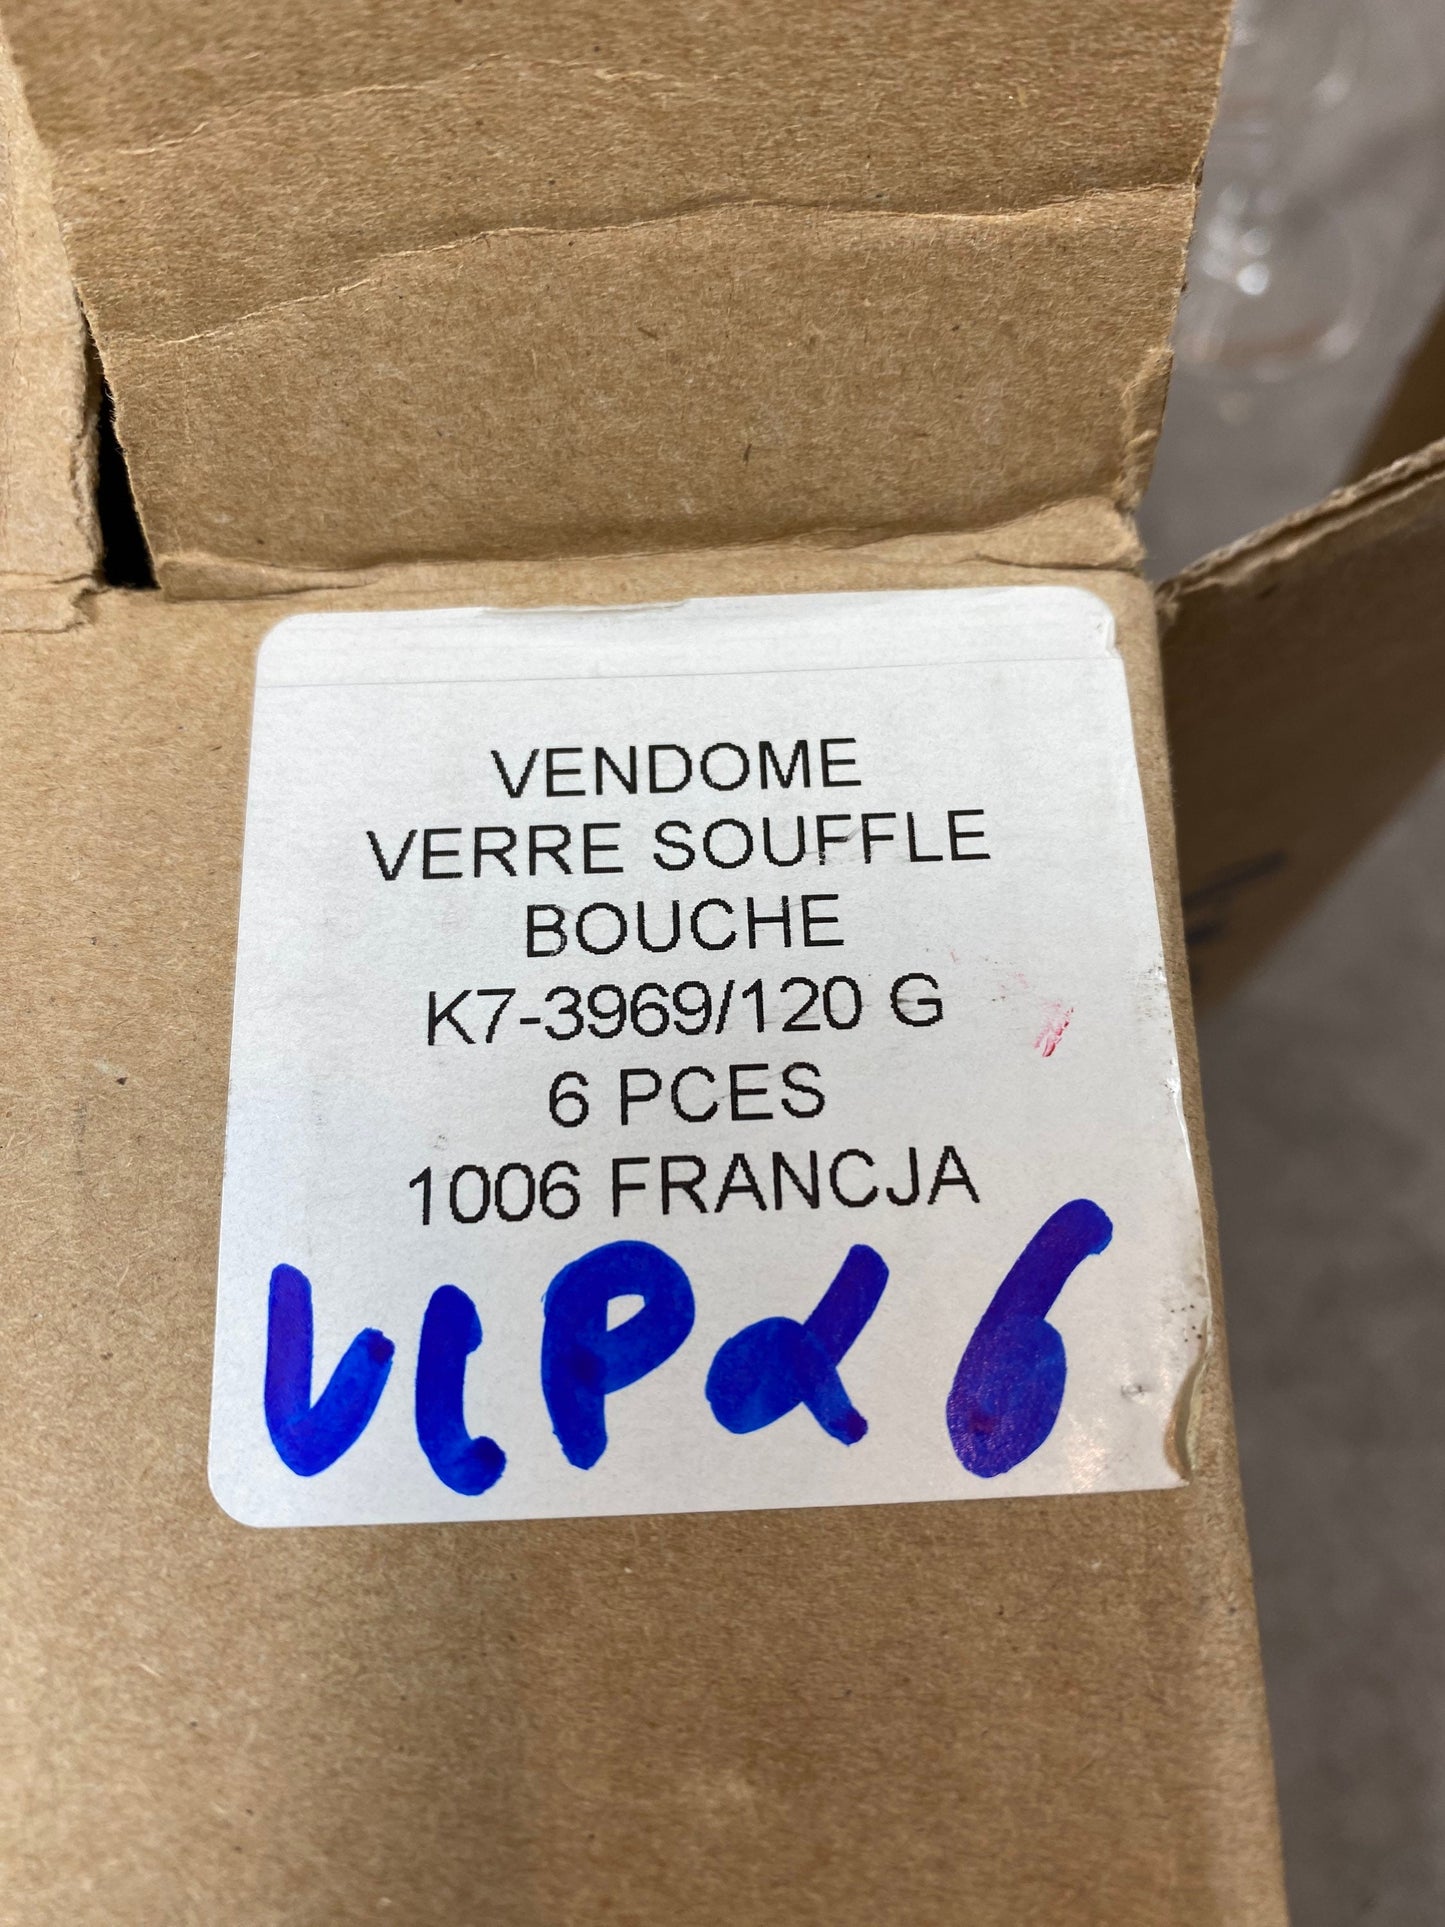 VENDOME
VERRE SOUFFLE
BOUCHE
K7-3969/120 G
6 PCES
1006 FRANCJA
VIP x 6